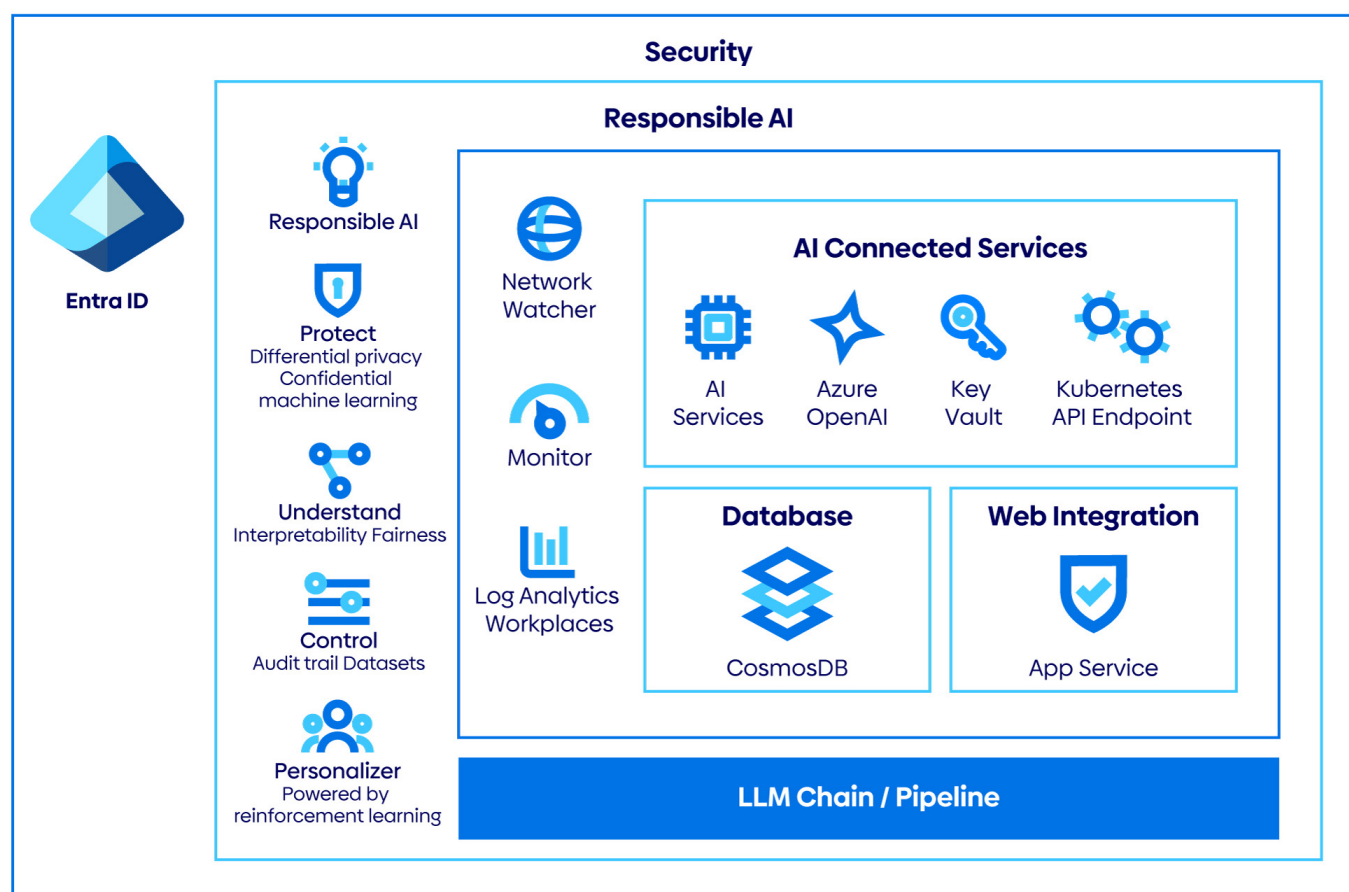 Security
Entra ID
Responsible AI
Responsible AI
Protect
Differential privacy
Confidential
machine learning
Understand
Interpretability Fairness
Control
Audit trail Datasets
Personalizer
Powered by
reinforcement learning
Network
Watcher
Monitor
Log Analytics
Workplaces
AI Connected Services
AI
Services
Azure
OpenAI
Key
Vault
Kubernetes
API Endpoint
Database
CosmosDB
Web Integration
App Service
LLM Chain / Pipeline